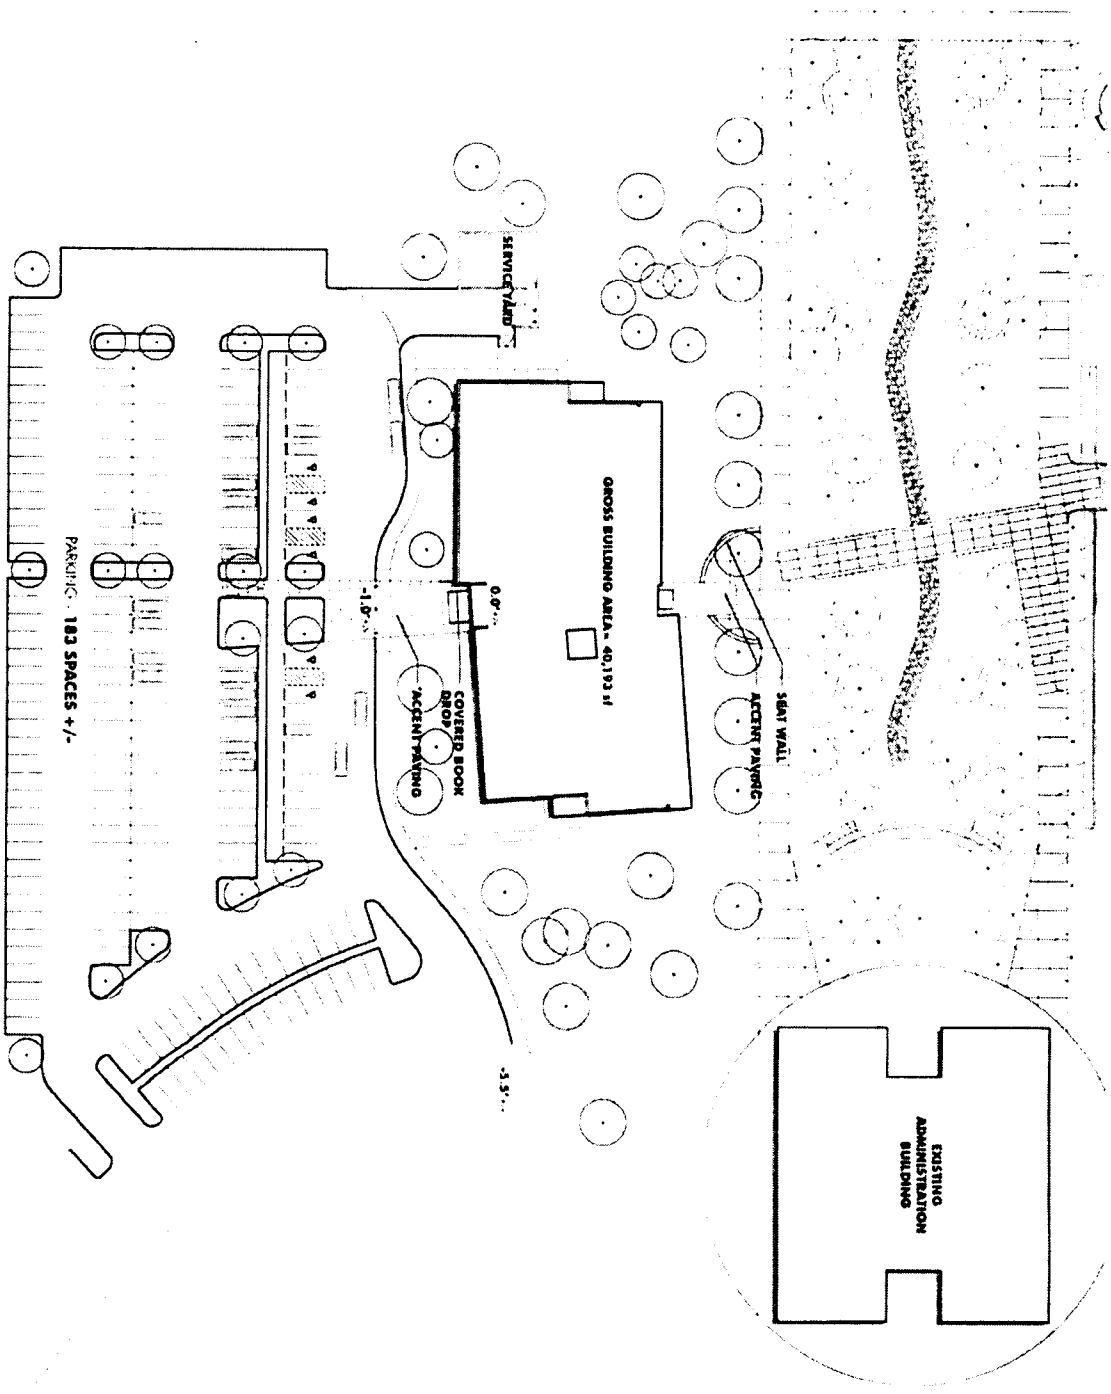 SERVICE YARD
GROSS BUILDING AREA= 40,193 sf
0.0'
-1.0'
COVERED BOOK
DROP
ACCENT PAVING
SEAT WALL
ACCENT PAVING
PARKING - 183 SPACES +/-
-5.5'
EXISTING
ADMINISTRATION
BUILDING